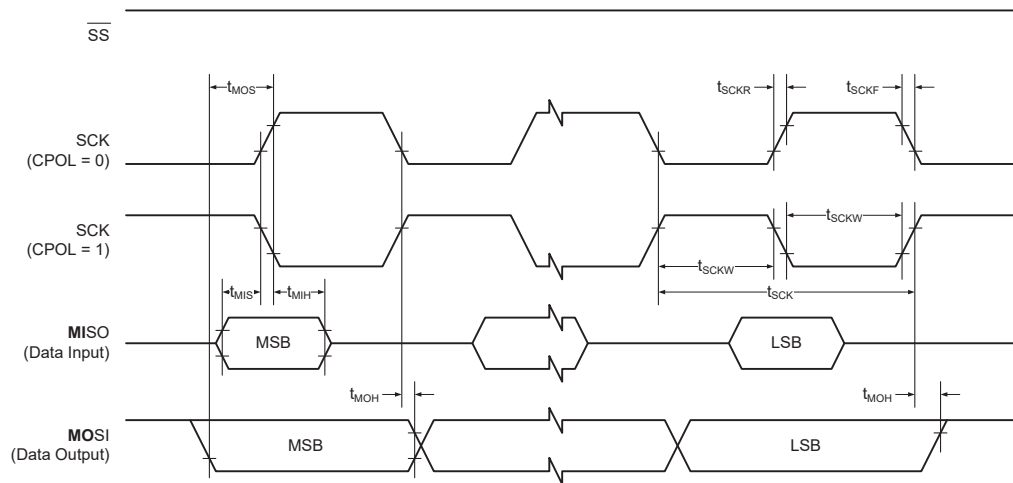 SS
tMOS
tSCKR
tSCKF
SCK
(CPOL = 0)
SCK
(CPOL = 1)
tSCKW
tSCKW
tSCK
tMIS
tMIH
MISO
(Data Input)
MSB
LSB
tMOH
tMOH
MOSI
(Data Output)
MSB
LSB